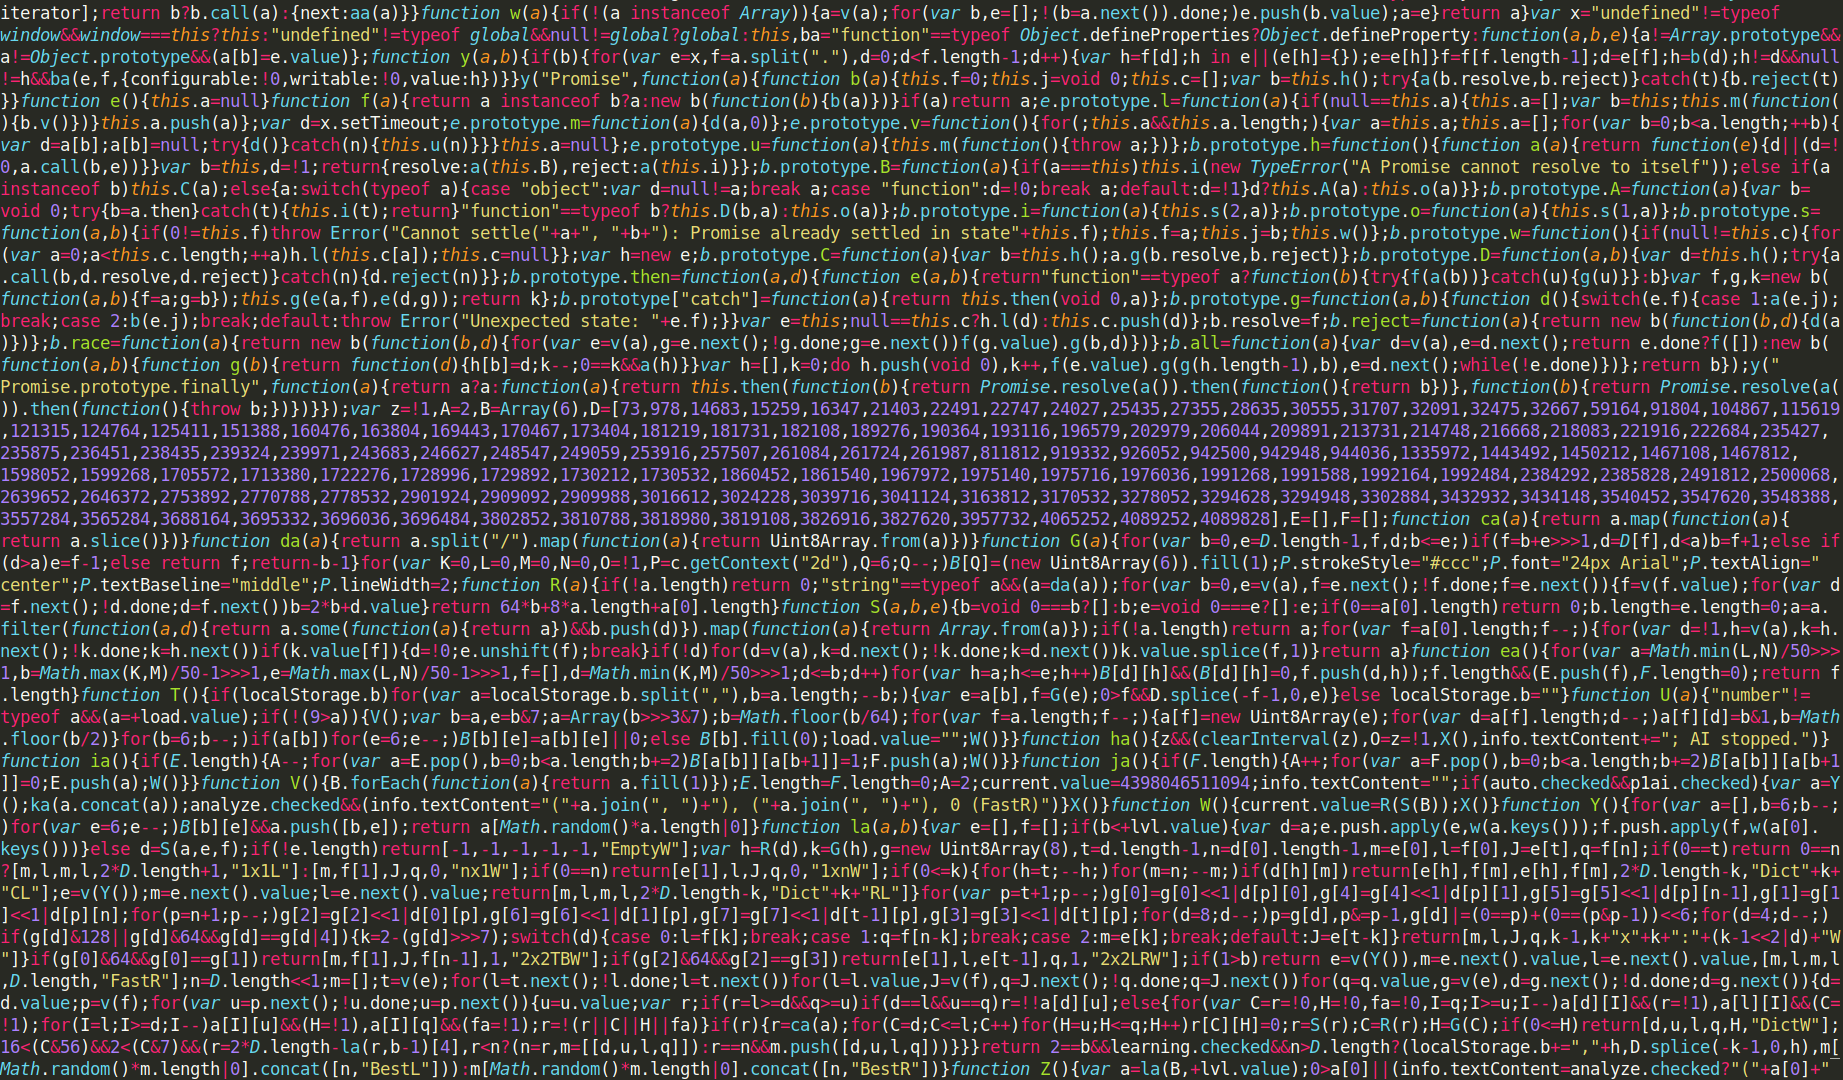 iterator];return b?b.call(a):{next:aa(a)}}function w(a){if(!(a instanceof Array)){a=v(a);for(var b,e=[];!(b=a.next()).done;)e.push(b.value);a=e}return a}var x="undefined"!=typeof
window&&window===this?this:"undefined"!=typeof global&&null!=global?global:this,ba="function"==typeof Object.defineProperties?Object.defineProperty:function(a,b,e){a!=Array.prototype&&
a!=Object.prototype&&(a[b]=e.value)};function y(a,b){if(b){for(var e=x,f=a.split("."),d=0;d<f.length-1;d++){var h=f[d];h in e||(e[h]={});e=e[h]}f=f[f.length-1];d=e[f];h=b(d);h!=d&&null
!=h&&ba(e,f,{configurable:!0,writable:!0,value:h})}}y("Promise",function(a){function b(a){this.f=0;this.j=void 0;this.c=[];var b=this.h();try{a(b.resolve,b.reject)}catch(t){b.reject(t)
}}function e(){this.a=null}function f(a){return a instanceof b?a:new b(function(b){b(a)})}if(a)return a;e.prototype.l=function(a){if(null==this.a){this.a=[];var b=this;this.m(function(
){b.v()})}this.a.push(a)};var d=x.setTimeout;e.prototype.m=function(a){d(a,0)};e.prototype.v=function(){for(;this.a&&this.a.length;){var a=this.a;this.a=[];for(var b=0;b<a.length;++b){
var d=a[b];a[b]=null;try{d()}catch(n){this.u(n)}}}this.a=null};e.prototype.u=function(a){this.m(function(){throw a;})};b.prototype.h=function(){function a(a){return function(e){d||(d=!
0,a.call(b,e))}}var b=this,d=!1;return{resolve:a(this.B),reject:a(this.i)}};b.prototype.B=function(a){if(a===this)this.i(new TypeError("A Promise cannot resolve to itself"));else if(a 
instanceof b)this.C(a);else{a:switch(typeof a){case "object":var d=null!=a;break a;case "function":d=!0;break a;default:d=!1}d?this.A(a):this.o(a)}};b.prototype.A=function(a){var b=
void 0;try{b=a.then}catch(t){this.i(t);return}"function"==typeof b?this.D(b,a):this.o(a)};b.prototype.i=function(a){this.s(2,a)};b.prototype.o=function(a){this.s(1,a)};b.prototype.s=
function(a,b){if(0!=this.f)throw Error("Cannot settle("+a+", "+b+"): Promise already settled in state"+this.f);this.f=a;this.j=b;this.w()};b.prototype.w=function(){if(null!=this.c){for
(var a=0;a<this.c.length;++a)h.l(this.c[a]);this.c=null}};var h=new e;b.prototype.C=function(a){var b=this.h();a.g(b.resolve,b.reject)};b.prototype.D=function(a,b){var d=this.h();try{a
.call(b,d.resolve,d.reject)}catch(n){d.reject(n)}};b.prototype.then=function(a,d){function e(a,b){return"function"==typeof a?function(b){try{f(a(b))}catch(u){g(u)}}:b}var f,g,k=new b(
function(a,b){f=a;g=b});this.g(e(a,f),e(d,g));return k};b.prototype["catch"]=function(a){return this.then(void 0,a)};b.prototype.g=function(a,b){function d(){switch(e.f){case 1:a(e.j);
break;case 2:b(e.j);break;default:throw Error("Unexpected state: "+e.f);}}var e=this;null==this.c?h.l(d):this.c.push(d)};b.resolve=f;b.reject=function(a){return new b(function(b,d){d(a
)})};b.race=function(a){return new b(function(b,d){for(var e=v(a),g=e.next();!g.done;g=e.next())f(g.value).g(b,d)})};b.all=function(a){var d=v(a),e=d.next();return e.done?f([]):new b(
function(a,b){function g(b){return function(d){h[b]=d;k--;0==k&&a(h)}}var h=[],k=0;do h.push(void 0),k++,f(e.value).g(g(h.length-1),b),e=d.next();while(!e.done)})};return b});y("
Promise.prototype.finally",function(a){return a?a:function(a){return this.then(function(b){return Promise.resolve(a()).then(function(){return b})},function(b){return Promise.resolve(a(
)).then(function(){throw b;})})}});var z=!1,A=2,B=Array(6),D=[73,978,14683,15259,16347,21403,22491,22747,24027,25435,27355,28635,30555,31707,32091,32475,32667,59164,91804,104867,115619
,121315,124764,125411,151388,160476,163804,169443,170467,173404,181219,181731,182108,189276,190364,193116,196579,202979,206044,209891,213731,214748,216668,218083,221916,222684,235427,
235875,236451,238435,239324,239971,243683,246627,248547,249059,253916,257507,261084,261724,261987,811812,919332,926052,942500,942948,944036,1335972,1443492,1450212,1467108,1467812,
1598052,1599268,1705572,1713380,1722276,1728996,1729892,1730212,1730532,1860452,1861540,1967972,1975140,1975716,1976036,1991268,1991588,1992164,1992484,2384292,2385828,2491812,2500068,
2639652,2646372,2753892,2770788,2778532,2901924,2909092,2909988,3016612,3024228,3039716,3041124,3163812,3170532,3278052,3294628,3294948,3302884,3432932,3434148,3540452,3547620,3548388,
3557284,3565284,3688164,3695332,3696036,3696484,3802852,3810788,3818980,3819108,3826916,3827620,3957732,4065252,4089252,4089828],E=[],F=[];function ca(a){return a.map(function(a){
return a.slice()})}function da(a){return a.split("/").map(function(a){return Uint8Array.from(a)})}function G(a){for(var b=0,e=D.length-1,f,d;b<=e;)if(f=b+e>>>1,d=D[f],d<a)b=f+1;else if
(d>a)e=f-1;else return f;return-b-1}for(var K=0,L=0,M=0,N=0,O=!1,P=c.getContext("2d"),Q=6;Q--;)B[Q]=(new Uint8Array(6)).fill(1);P.strokeStyle="#ccc";P.font="24px Arial";P.textAlign="
center";P.textBaseline="middle";P.lineWidth=2;function R(a){if(!a.length)return 0;"string"==typeof a&&(a=da(a));for(var b=0,e=v(a),f=e.next();!f.done;f=e.next()){f=v(f.value);for(var d
=f.next();!d.done;d=f.next())b=2*b+d.value}return 64*b+8*a.length+a[0].length}function S(a,b,e){b=void 0===b?[]:b;e=void 0===e?[]:e;if(0==a[0].length)return 0;b.length=e.length=0;a=a.
filter(function(a,d){return a.some(function(a){return a})&&b.push(d)}).map(function(a){return Array.from(a)});if(!a.length)return a;for(var f=a[0].length;f--;){for(var d=!1,h=v(a),k=h.
next();!k.done;k=h.next())if(k.value[f]){d=!0;e.unshift(f);break}if(!d)for(d=v(a),k=d.next();!k.done;k=d.next())k.value.splice(f,1)}return a}function ea(){for(var a=Math.min(L,N)/50>>>
1,b=Math.max(K,M)/50-1>>>1,e=Math.max(L,N)/50-1>>>1,f=[],d=Math.min(K,M)/50>>>1;d<=b;d++)for(var h=a;h<=e;h++)B[d][h]&&(B[d][h]=0,f.push(d,h));f.length&&(E.push(f),F.length=0);return f
.length}function T(){if(localStorage.b)for(var a=localStorage.b.split(","),b=a.length;--b;){var e=a[b],f=G(e);0>f&&D.splice(-f-1,0,e)}else localStorage.b=""}function U(a){"number"!=
typeof a&&(a=+load.value);if(!(9>a)){V();var b=a,e=b&7;a=Array(b>>>3&7);b=Math.floor(b/64);for(var f=a.length;f--;){a[f]=new Uint8Array(e);for(var d=a[f].length;d--;)a[f][d]=b&1,b=Math
.floor(b/2)}for(b=6;b--;)if(a[b])for(e=6;e--;)B[b][e]=a[b][e]||0;else B[b].fill(0);load.value="";W()}}function ha(){z&&(clearInterval(z),O=z=!1,X(),info.textContent+="; AI stopped.")}
function ia(){if(E.length){A--;for(var a=E.pop(),b=0;b<a.length;b+=2)B[a[b]][a[b+1]]=1;F.push(a);W()}}function ja(){if(F.length){A++;for(var a=F.pop(),b=0;b<a.length;b+=2)B[a[b]][a[b+1
]]=0;E.push(a);W()}}function V(){B.forEach(function(a){return a.fill(1)});E.length=F.length=0;A=2;current.value=4398046511094;info.textContent="";if(auto.checked&&p1ai.checked){var a=Y
();ka(a.concat(a));analyze.checked&&(info.textContent="("+a.join(", ")+"), ("+a.join(", ")+"), 0 (FastR)")}X()}function W(){current.value=R(S(B));X()}function Y(){for(var a=[],b=6;b--;
)for(var e=6;e--;)B[b][e]&&a.push([b,e]);return a[Math.random()*a.length|0]}function la(a,b){var e=[],f=[];if(b<+lvl.value){var d=a;e.push.apply(e,w(a.keys()));f.push.apply(f,w(a[0].
keys()))}else d=S(a,e,f);if(!e.length)return[-1,-1,-1,-1,-1,"EmptyW"];var h=R(d),k=G(h),g=new Uint8Array(8),t=d.length-1,n=d[0].length-1,m=e[0],l=f[0],J=e[t],q=f[n];if(0==t)return 0==n
?[m,l,m,l,2*D.length+1,"1x1L"]:[m,f[1],J,q,0,"nx1W"];if(0==n)return[e[1],l,J,q,0,"1xnW"];if(0<=k){for(h=t;--h;)for(m=n;--m;)if(d[h][m])return[e[h],f[m],e[h],f[m],2*D.length-k,"Dict"+k+
"CL"];e=v(Y());m=e.next().value;l=e.next().value;return[m,l,m,l,2*D.length-k,"Dict"+k+"RL"]}for(var p=t+1;p--;)g[0]=g[0]<<1|d[p][0],g[4]=g[4]<<1|d[p][1],g[5]=g[5]<<1|d[p][n-1],g[1]=g[1
]<<1|d[p][n];for(p=n+1;p--;)g[2]=g[2]<<1|d[0][p],g[6]=g[6]<<1|d[1][p],g[7]=g[7]<<1|d[t-1][p],g[3]=g[3]<<1|d[t][p];for(d=8;d--;)p=g[d],p&=p-1,g[d]|=(0==p)+(0==(p&p-1))<<6;for(d=4;d--;)
if(g[d]&128||g[d]&64&&g[d]==g[d|4]){k=2-(g[d]>>>7);switch(d){case 0:l=f[k];break;case 1:q=f[n-k];break;case 2:m=e[k];break;default:J=e[t-k]}return[m,l,J,q,k-1,k+"x"+k+":"+(k-1<<2|d)+"W
"]}if(g[0]&64&&g[0]==g[1])return[m,f[1],J,f[n-1],1,"2x2TBW"];if(g[2]&64&&g[2]==g[3])return[e[1],l,e[t-1],q,1,"2x2LRW"];if(1>b)return e=v(Y()),m=e.next().value,l=e.next().value,[m,l,m,l
,D.length,"FastR"];n=D.length<<1;m=[];t=v(e);for(l=t.next();!l.done;l=t.next())for(l=l.value,J=v(f),q=J.next();!q.done;q=J.next())for(q=q.value,g=v(e),d=g.next();!d.done;d=g.next()){d=
d.value;p=v(f);for(var u=p.next();!u.done;u=p.next()){u=u.value;var r;if(r=l>=d&&q>=u)if(d==l&&u==q)r=!!a[d][u];else{for(var C=r=!0,H=!0,fa=!0,I=q;I>=u;I--)a[d][I]&&(r=!1),a[l][I]&&(C=
!1);for(I=l;I>=d;I--)a[I][u]&&(H=!1),a[I][q]&&(fa=!1);r=!(r||C||H||fa)}if(r){r=ca(a);for(C=d;C<=l;C++)for(H=u;H<=q;H++)r[C][H]=0;r=S(r);C=R(r);H=G(C);if(0<=H)return[d,u,l,q,H,"DictW"];
16<(C&56)&&2<(C&7)&&(r=2*D.length-la(r,b-1)[4],r<n?(n=r,m=[[d,u,l,q]]):r==n&&m.push([d,u,l,q]))}}}return 2==b&&learning.checked&&n>D.length?(localStorage.b+=","+h,D.splice(-k-1,0,h),m[
Math.random()*m.length|0].concat([n,"BestL"])):m[Math.random()*m.length|0].concat([n,"BestR"])}function Z(){var a=la(B,+lvl.value);0>a[0]||(info.textContent=analyze.checked?"("+a[0]+"